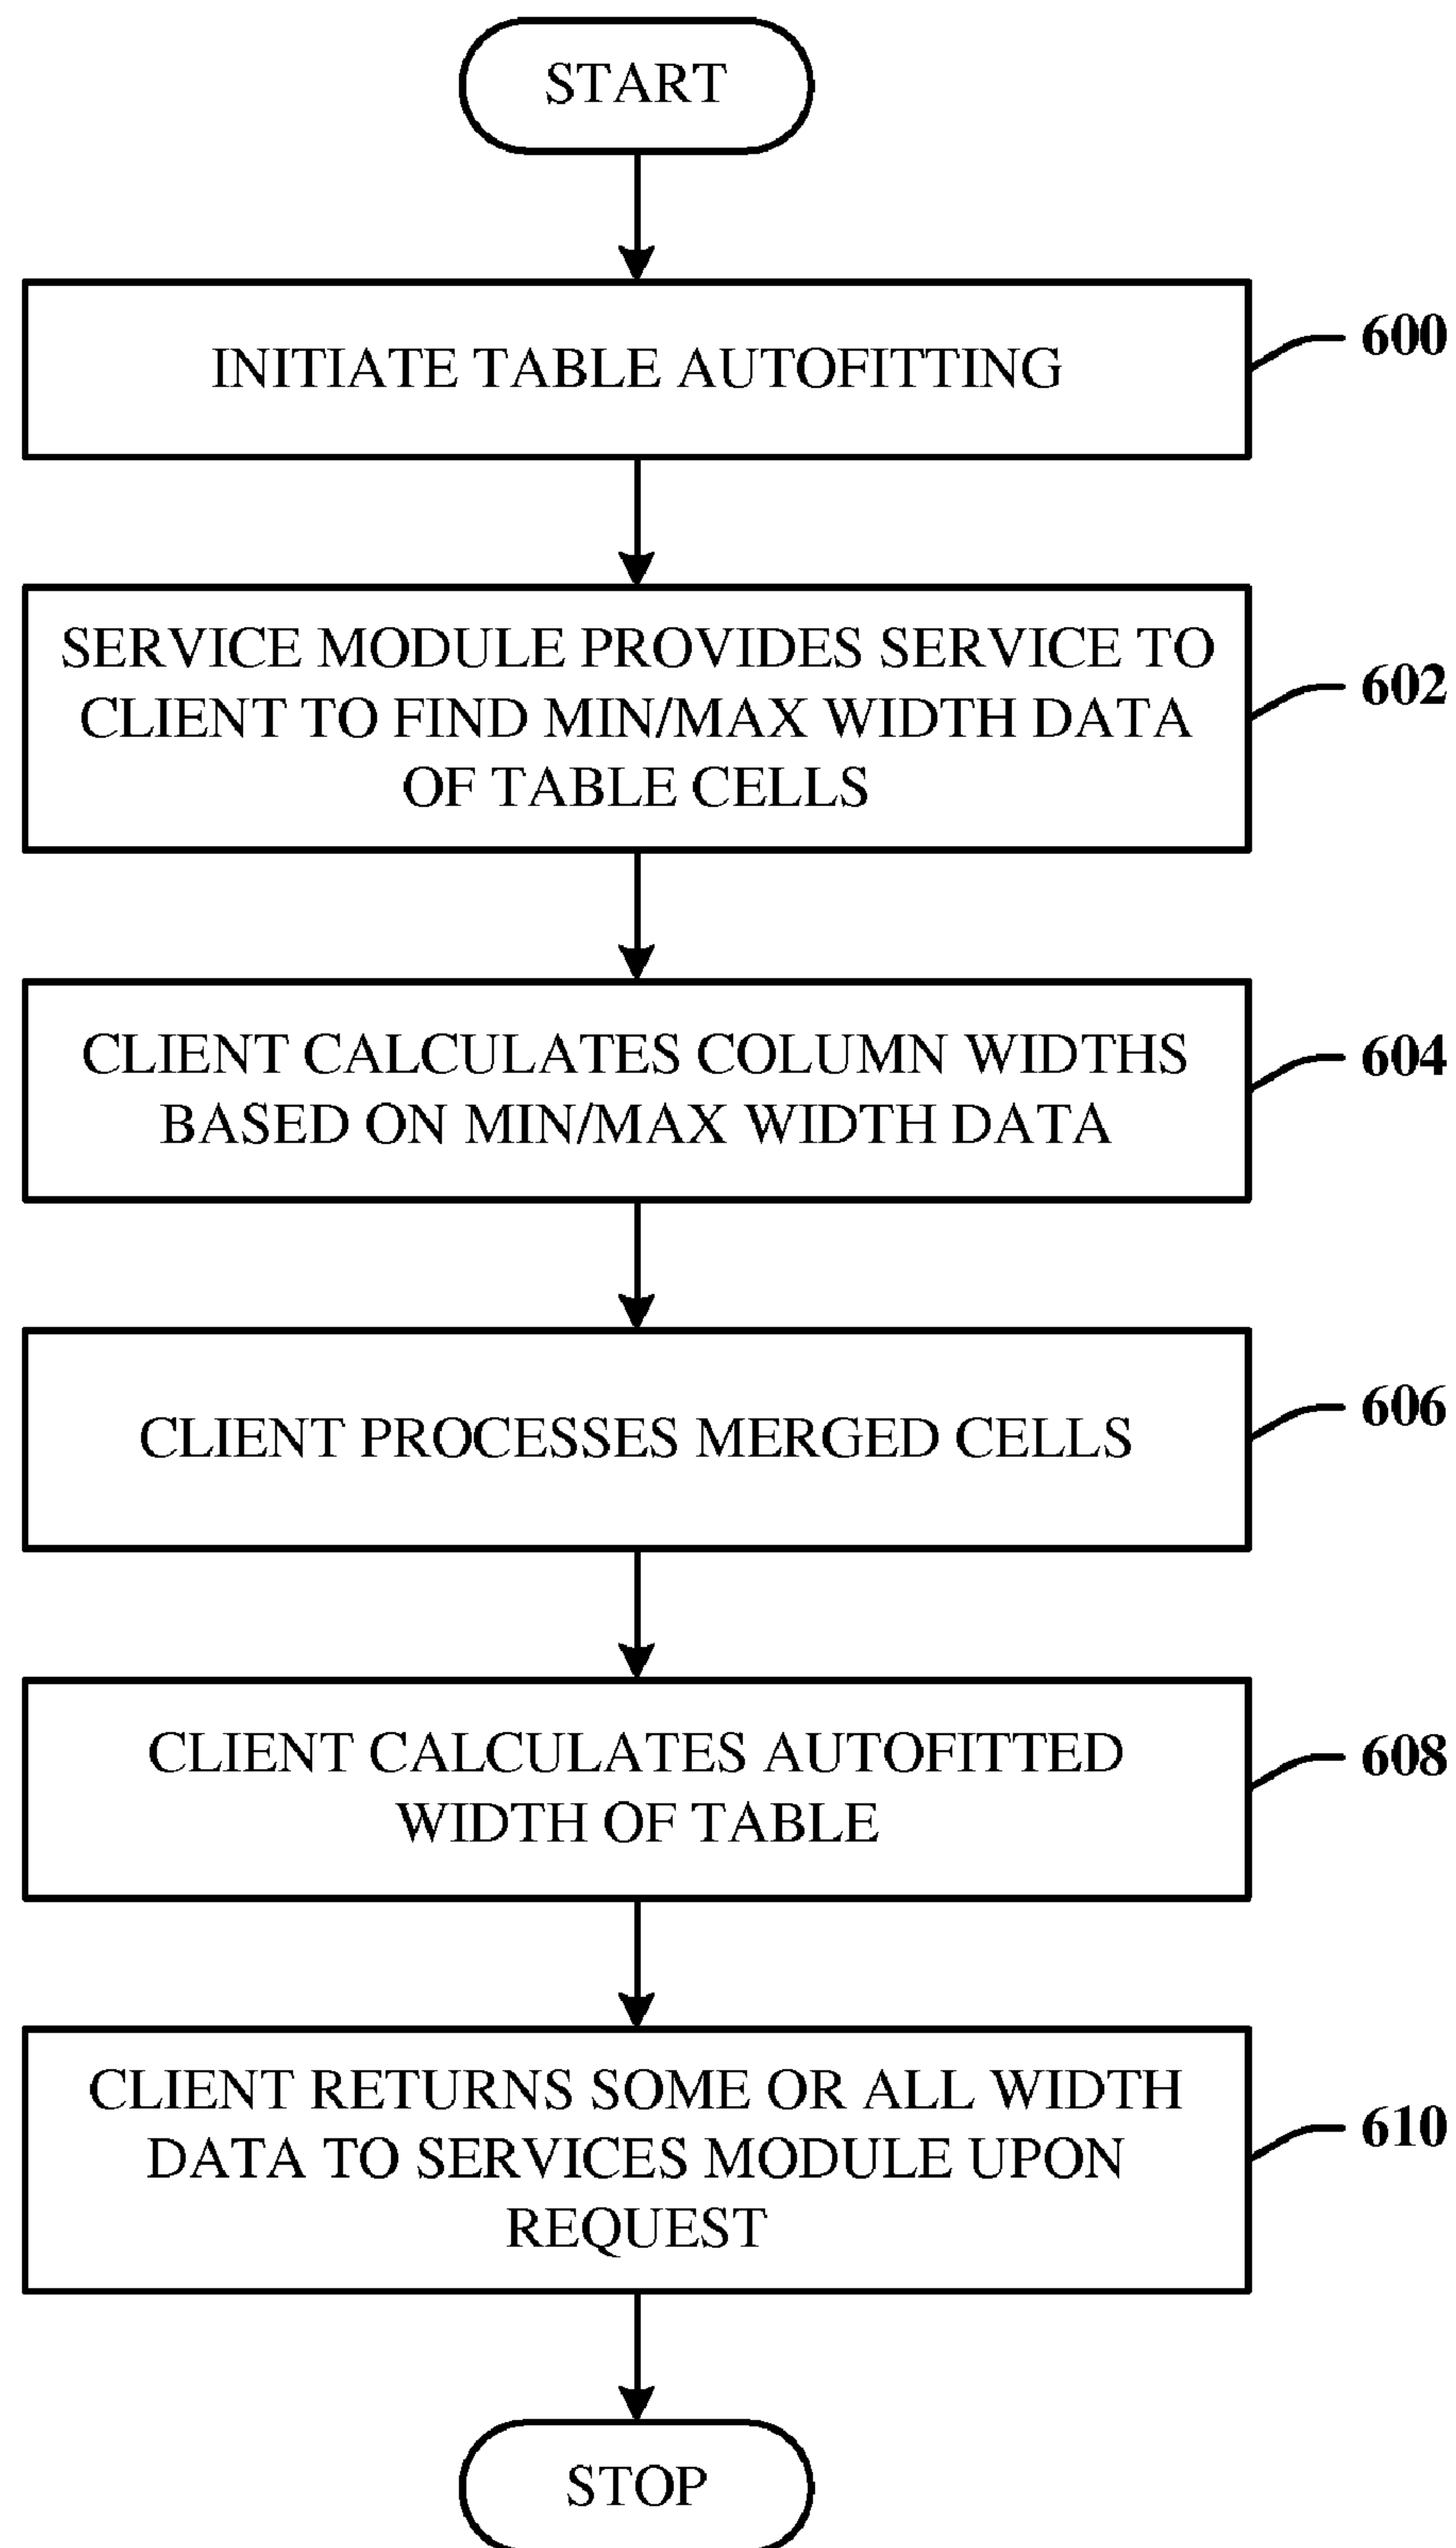 START
INITIATE TABLE AUTOFITTING
600
SERVICE MODULE PROVIDES SERVICE TO
CLIENT TO FIND MIN/MAX WIDTH DATA
OF TABLE CELLS
602
CLIENT CALCULATES COLUMN WIDTHS
BASED ON MIN/MAX WIDTH DATA
604
CLIENT PROCESSES MERGED CELLS
606
CLIENT CALCULATES AUTOFITTED
WIDTH OF TABLE
608
CLIENT RETURNS SOME OR ALL WIDTH
DATA TO SERVICES MODULE UPON
REQUEST
610
STOP